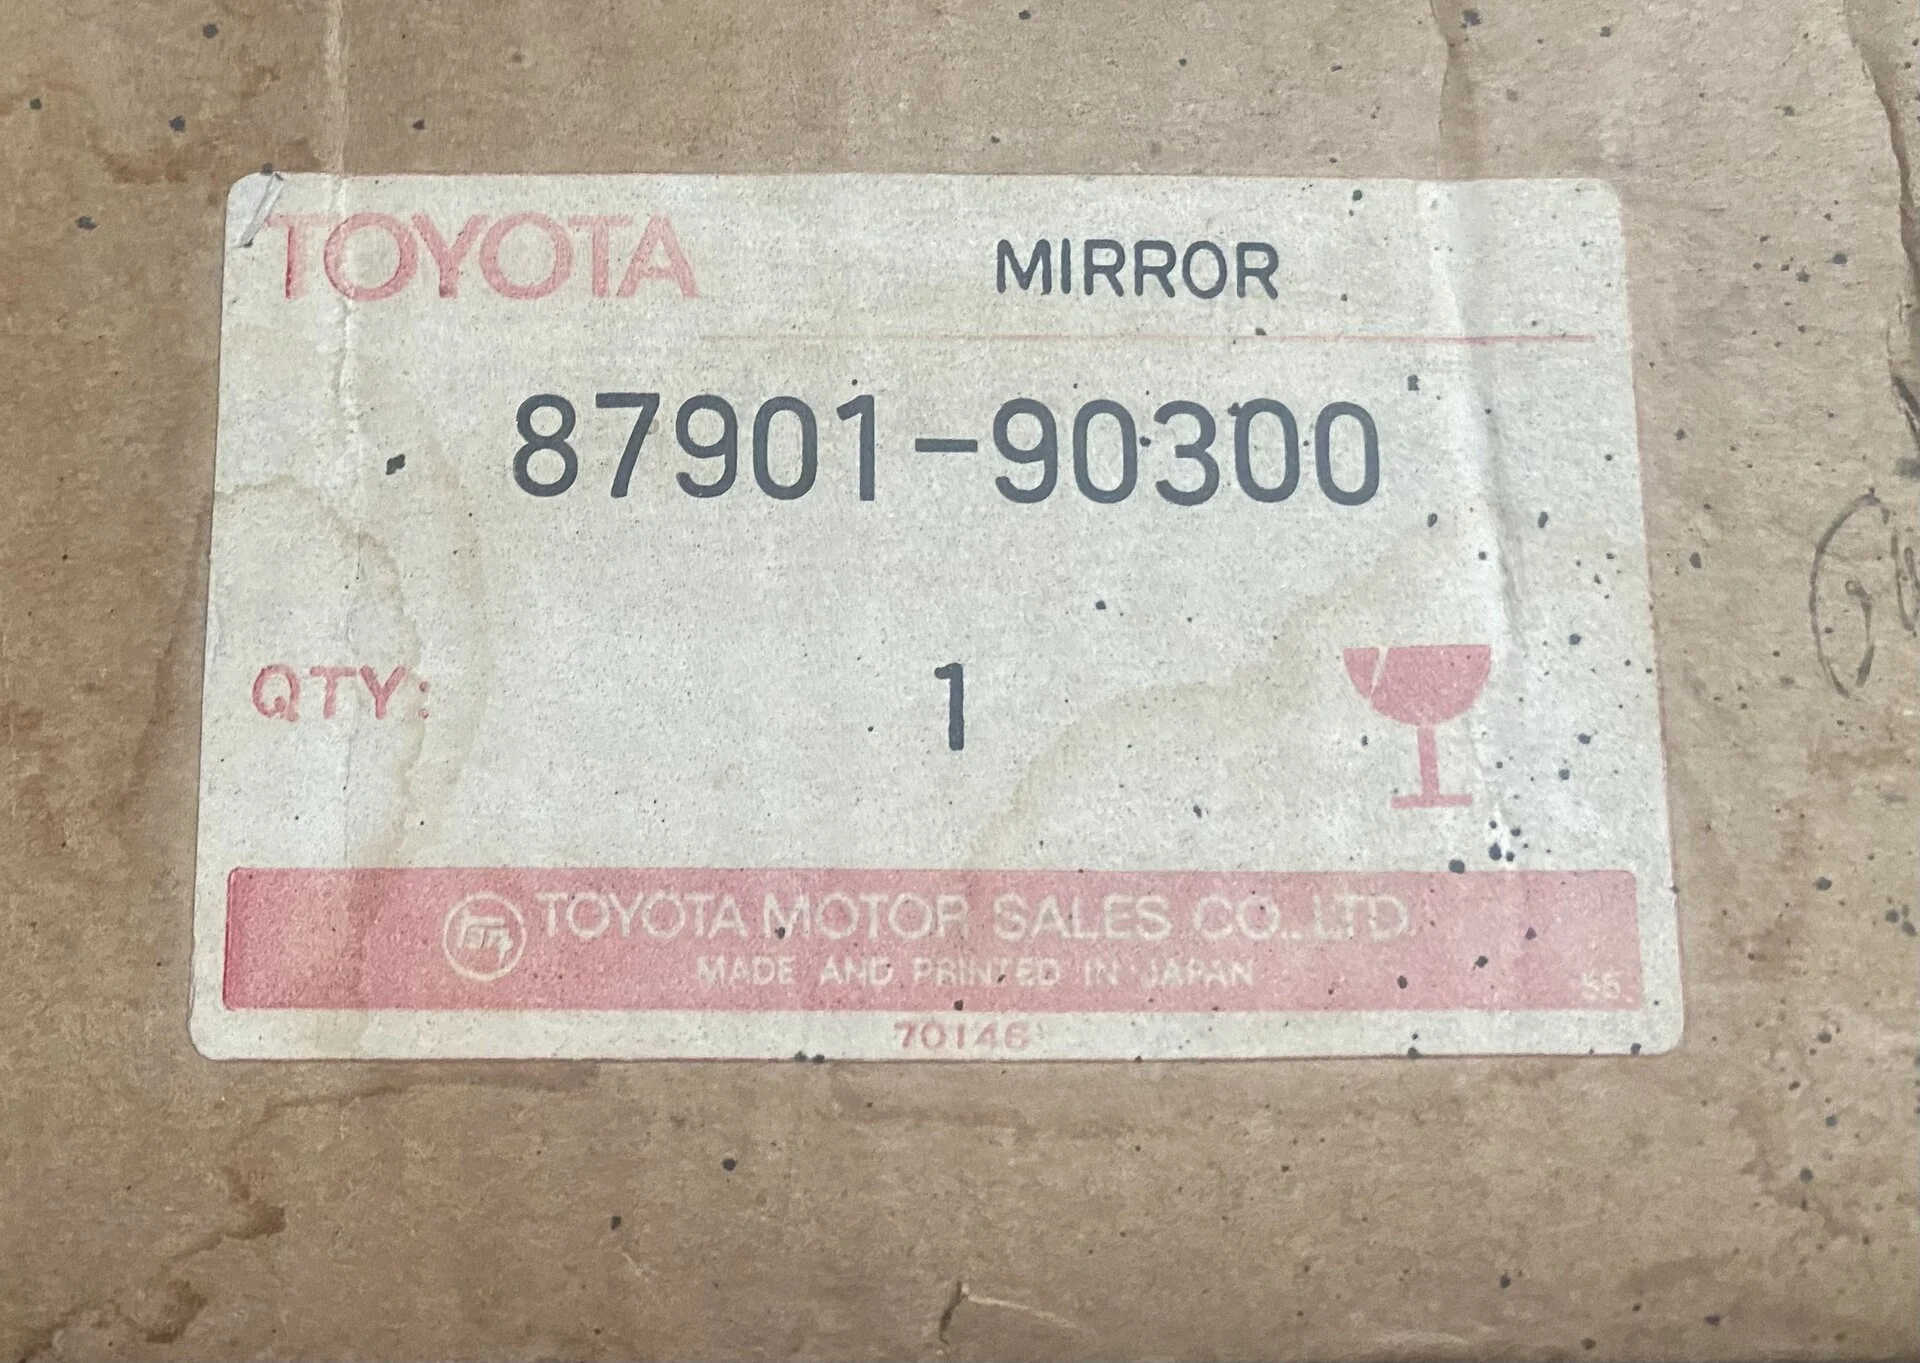 TOYOTA MIRROR
87901-90300
QTY: 1
TOYOTA MOTOR SALES CO., LTD.
MADE AND PRINTED IN JAPAN
55.
70146